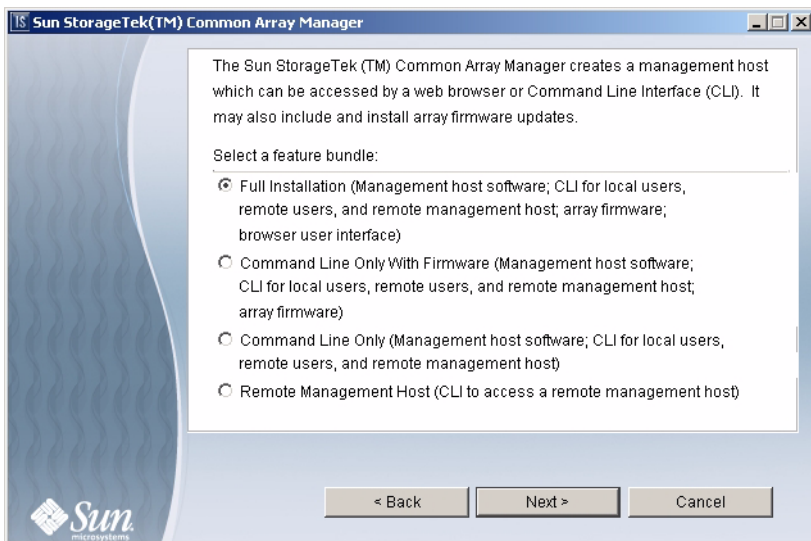 Sun StorageTek(TM) Common Array Manager
The Sun StorageTek (TM) Common Array Manager creates a management host
which can be accessed by a web browser or Command Line Interface (CLI). It
may also include and install array firmware updates.
Select a feature bundle:
Full Installation (Management host software; CLI for local users,
remote users, and remote management host; array firmware;
browser user interface)
Command Line Only With Firmware (Management host software;
CLI for local users, remote users, and remote management host;
array firmware)
Command Line Only (Management host software; CLI for local users,
remote users, and remote management host)
Remote Management Host (CLI to access a remote management host)
< Back
Next >
Cancel
Sun
microsystems